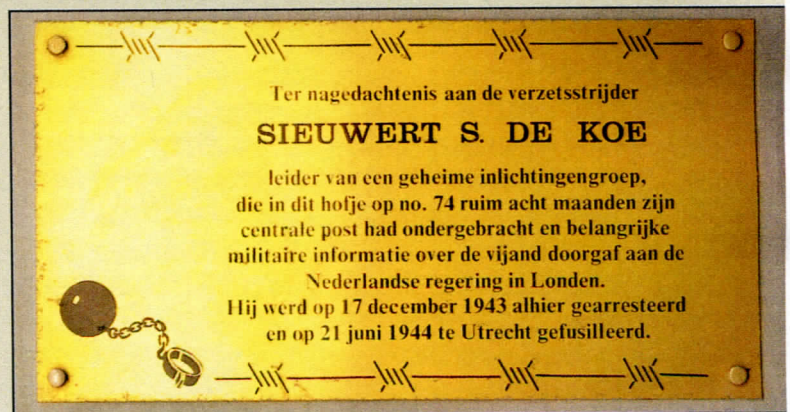 Ter nagedachtenis aan de verzetsstrijder
SIEUWERT S. DE KOE
leider van een geheime inlichtingengroep,
die in dit hofje op no. 74 ruim acht maanden zijn
centrale post had ondergebracht en belangrijke
militaire informatie over de vijand doorgaf aan de
Nederlandse regering in Londen.
Hij werd op 17 december 1943 alhier gearresteerd
en op 21 juni 1944 te Utrecht gefusilleerd.